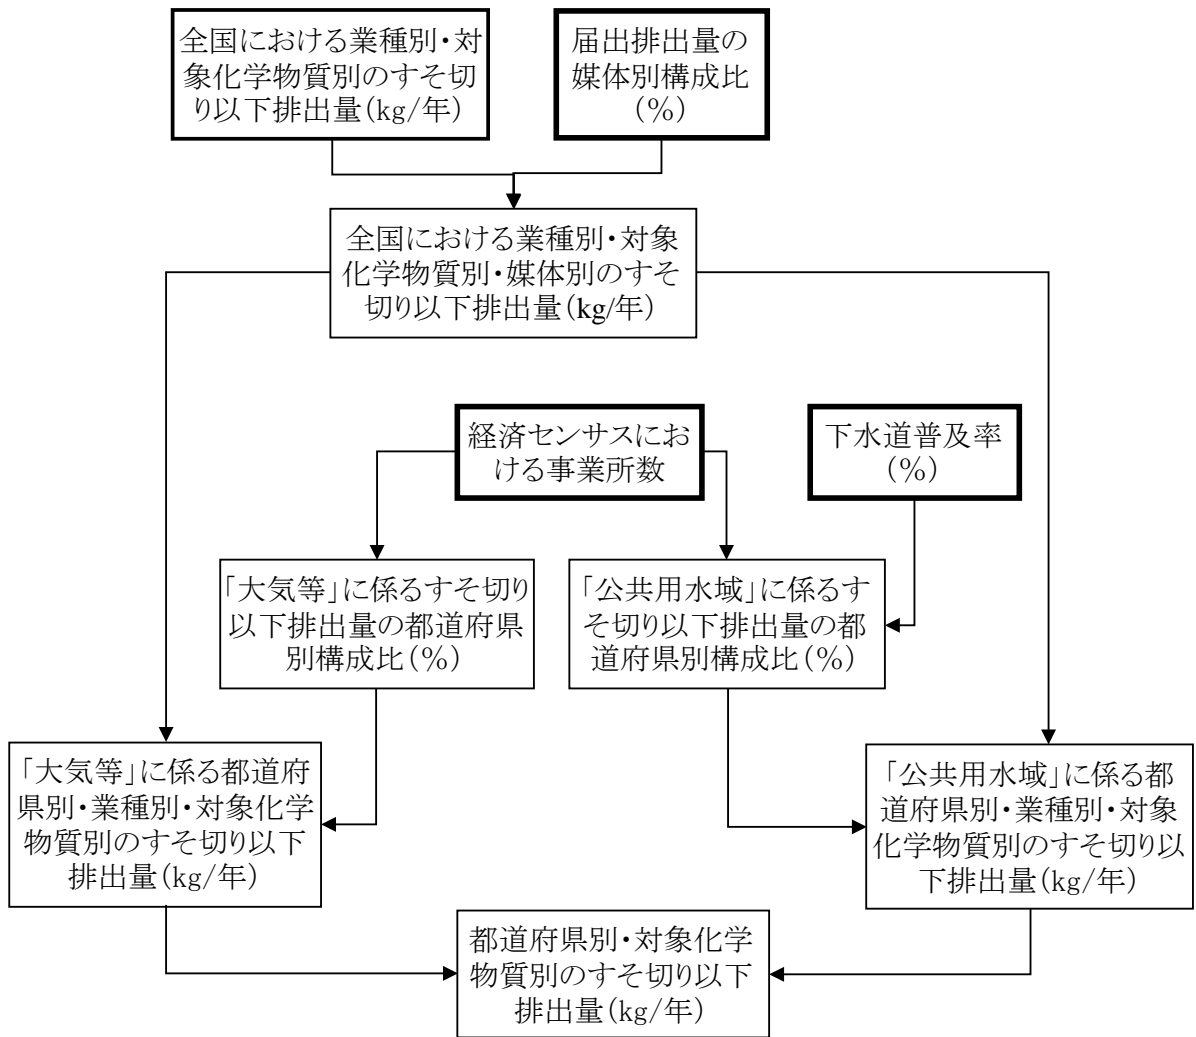 全国における業種別・対
象化学物質別のすそ切
り以下排出量(kg/年)
届出排出量の
媒体別構成比
(%)
全国における業種別・対象
化学物質別・媒体別のすそ
切り以下排出量(kg/年)
経済センサスにお
ける事業所数
下水道普及率
(%)
「大気等」に係るすそ切り
以下排出量の都道府県
別構成比(%)
「公共用水域」に係るす
そ切り以下排出量の都
道府県別構成比(%)
「大気等」に係る都道府
県別・業種別・対象化学
物質別のすそ切り以下
排出量(kg/年)
「公共用水域」に係る都
道府県別・業種別・対象
化学物質別のすそ切り以
下排出量(kg/年)
都道府県別・対象化学
物質別のすそ切り以下
排出量(kg/年)